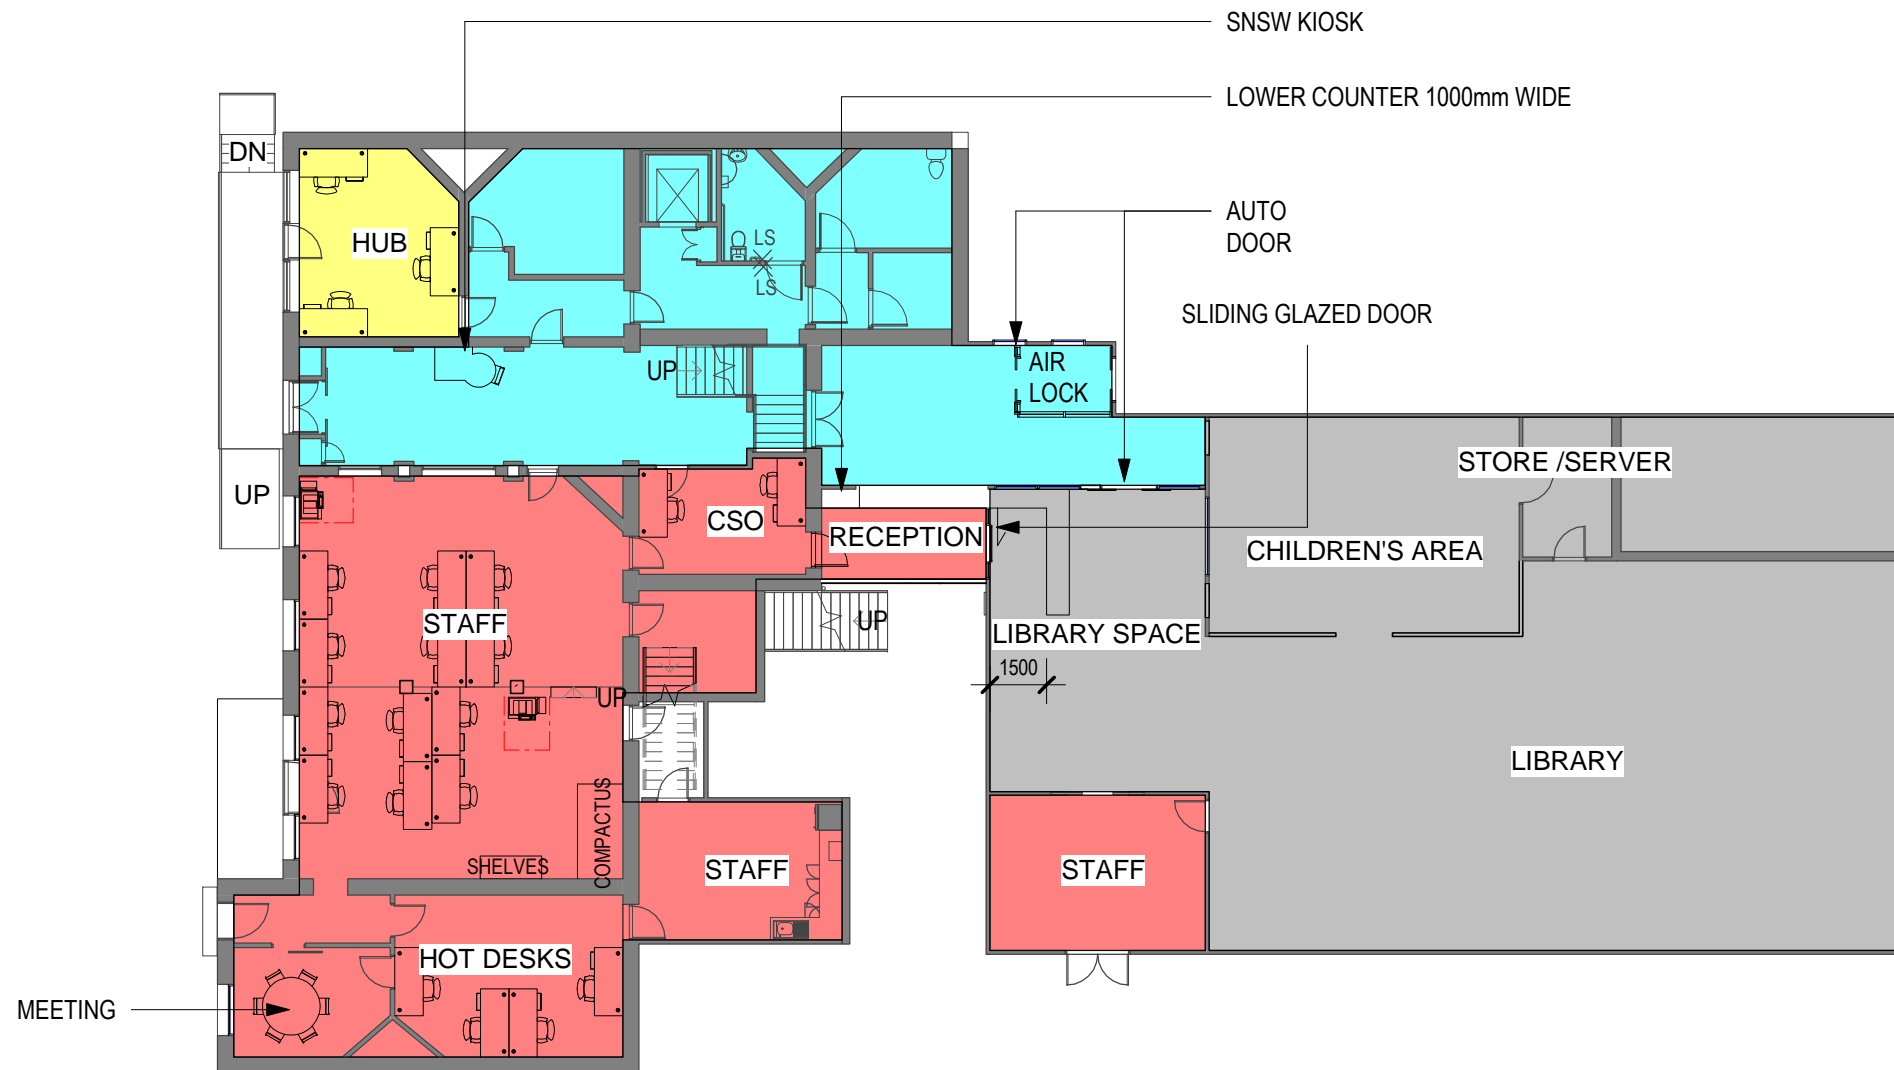 SNSW KIOSK
LOWER COUNTER 1000mm WIDE
DN
AUTO
DOOR
HUB
LS
LS
SLIDING GLAZED DOOR
UP
AIR
LOCK
STORE /SERVER
UP
CSO
RECEPTION
CHILDREN'S AREA
STAFF
UP
LIBRARY SPACE
1500
UP
LIBRARY
COMPACTUS
SHELVES
STAFF
STAFF
HOT DESKS
MEETING